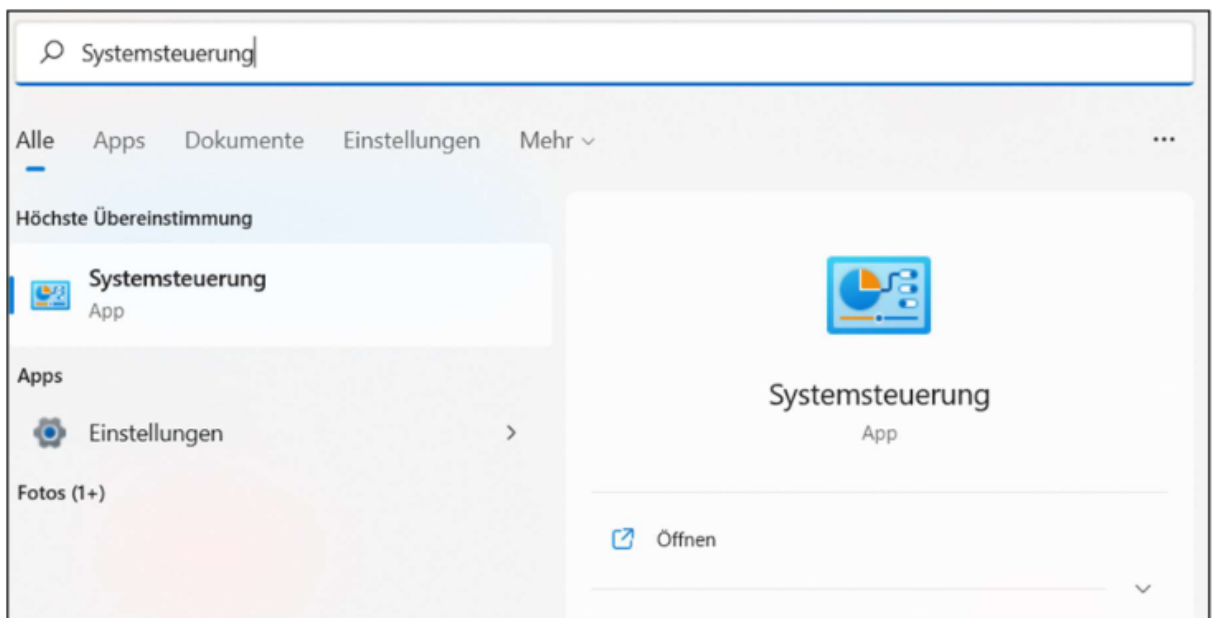 Systemsteuerung
Alle Apps Dokumente Einstellungen Mehr
Höchste Übereinstimmung
Systemsteuerung
App
Apps
Einstellungen
Fotos (1+)
Systemsteuerung
App
Öffnen